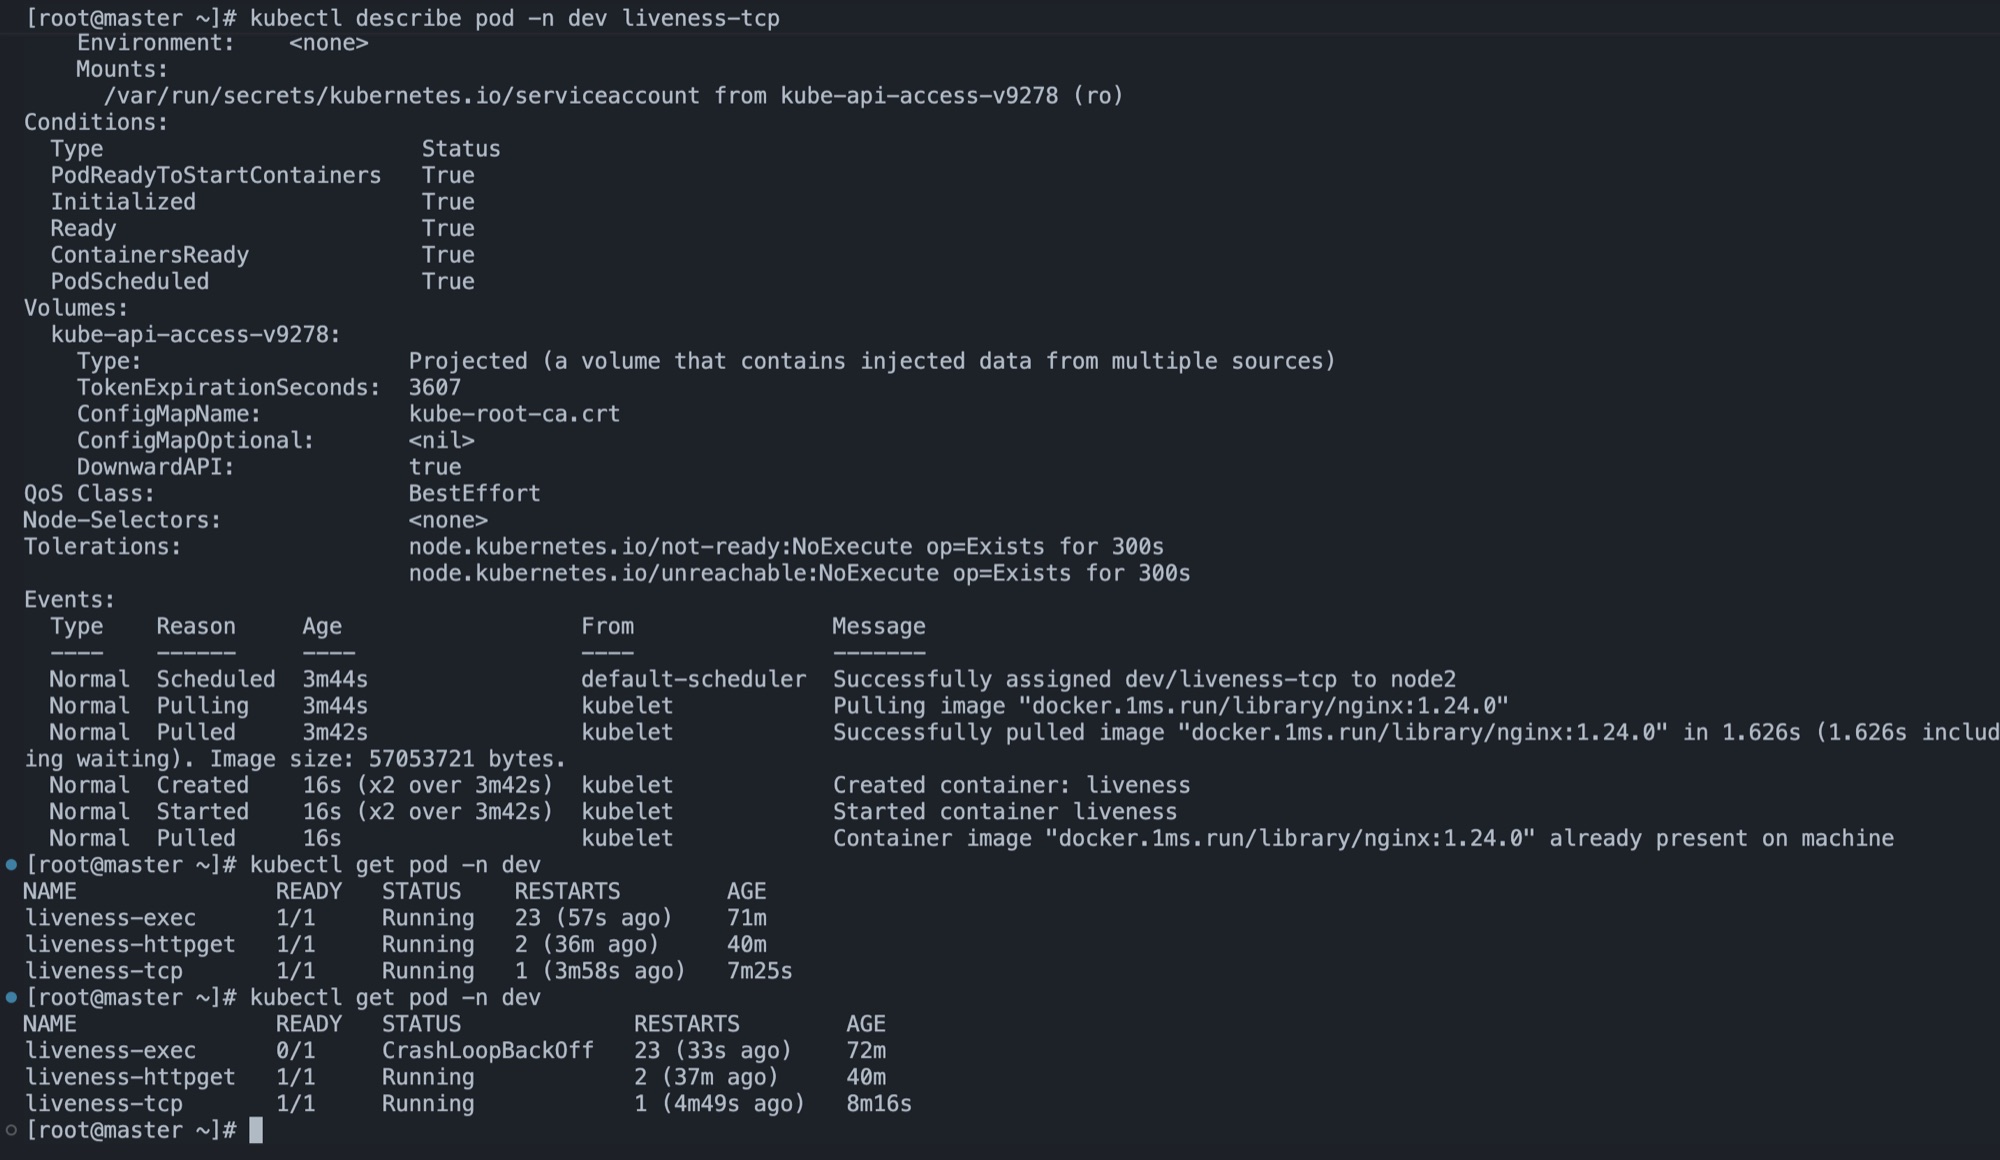 [root@master ~]# kubectl describe pod -n dev liveness-tcp
    Environment:    <none>
    Mounts:
      /var/run/secrets/kubernetes.io/serviceaccount from kube-api-access-v9278 (ro)
Conditions:
  Type                        Status
  PodReadyToStartContainers   True
  Initialized                 True
  Ready                       True
  ContainersReady             True
  PodScheduled                True
Volumes:
  kube-api-access-v9278:
    Type:                    Projected (a volume that contains injected data from multiple sources)
    TokenExpirationSeconds:  3607
    ConfigMapName:           kube-root-ca.crt
    ConfigMapOptional:       <nil>
    DownwardAPI:             true
QoS Class:                   BestEffort
Node-Selectors:              <none>
Tolerations:                 node.kubernetes.io/not-ready:NoExecute op=Exists for 300s
                             node.kubernetes.io/unreachable:NoExecute op=Exists for 300s
Events:
  Type    Reason     Age                  From               Message
  ----    ------     ----                 ----               -------
  Normal  Scheduled  3m44s                default-scheduler  Successfully assigned dev/liveness-tcp to node2
  Normal  Pulling    3m44s                kubelet            Pulling image "docker.1ms.run/library/nginx:1.24.0"
  Normal  Pulled     3m42s                kubelet            Successfully pulled image "docker.1ms.run/library/nginx:1.24.0" in 1.626s (1.626s includ
ing waiting). Image size: 57053721 bytes.
  Normal  Created    16s (x2 over 3m42s)  kubelet            Created container: liveness
  Normal  Started    16s (x2 over 3m42s)  kubelet            Started container liveness
  Normal  Pulled     16s                  kubelet            Container image "docker.1ms.run/library/nginx:1.24.0" already present on machine
[root@master ~]# kubectl get pod -n dev
NAME               READY   STATUS    RESTARTS        AGE
liveness-exec      1/1     Running   23 (57s ago)    71m
liveness-httpget   1/1     Running   2 (36m ago)     40m
liveness-tcp       1/1     Running   1 (3m58s ago)   7m25s
[root@master ~]# kubectl get pod -n dev
NAME               READY   STATUS             RESTARTS        AGE
liveness-exec      0/1     CrashLoopBackOff   23 (33s ago)    72m
liveness-httpget   1/1     Running            2 (37m ago)     40m
liveness-tcp       1/1     Running            1 (4m49s ago)   8m16s
[root@master ~]#